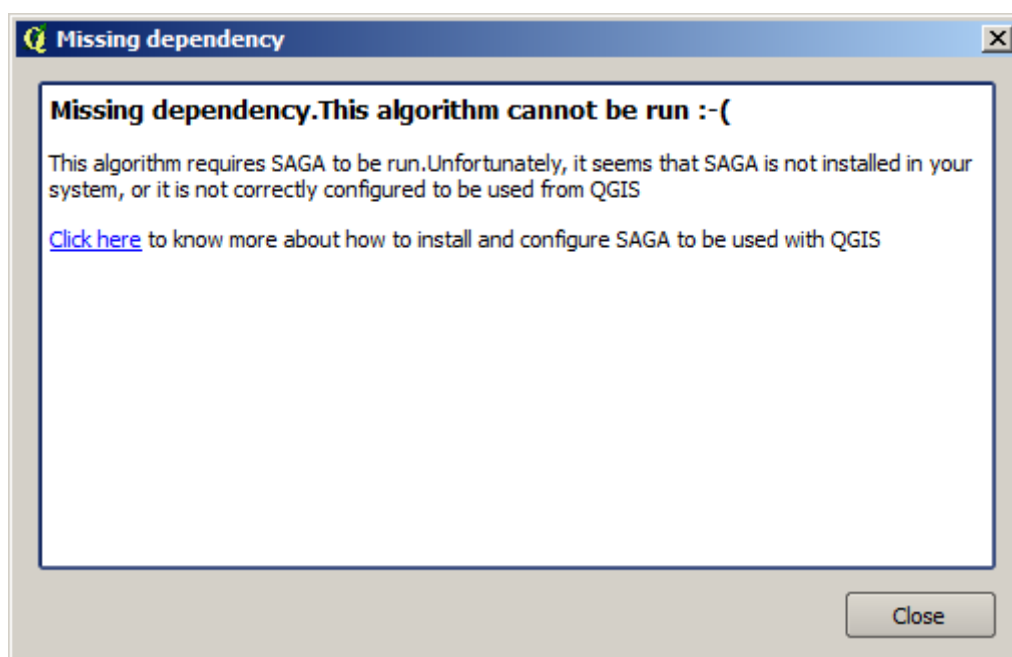 Missing dependency
Missing dependency.This algorithm cannot be run :-(
This algorithm requires SAGA to be run.Unfortunately, it seems that SAGA is not installed in your
system, or it is not correctly configured to be used from QGIS
Click here to know more about how to install and configure SAGA to be used with QGIS
Close